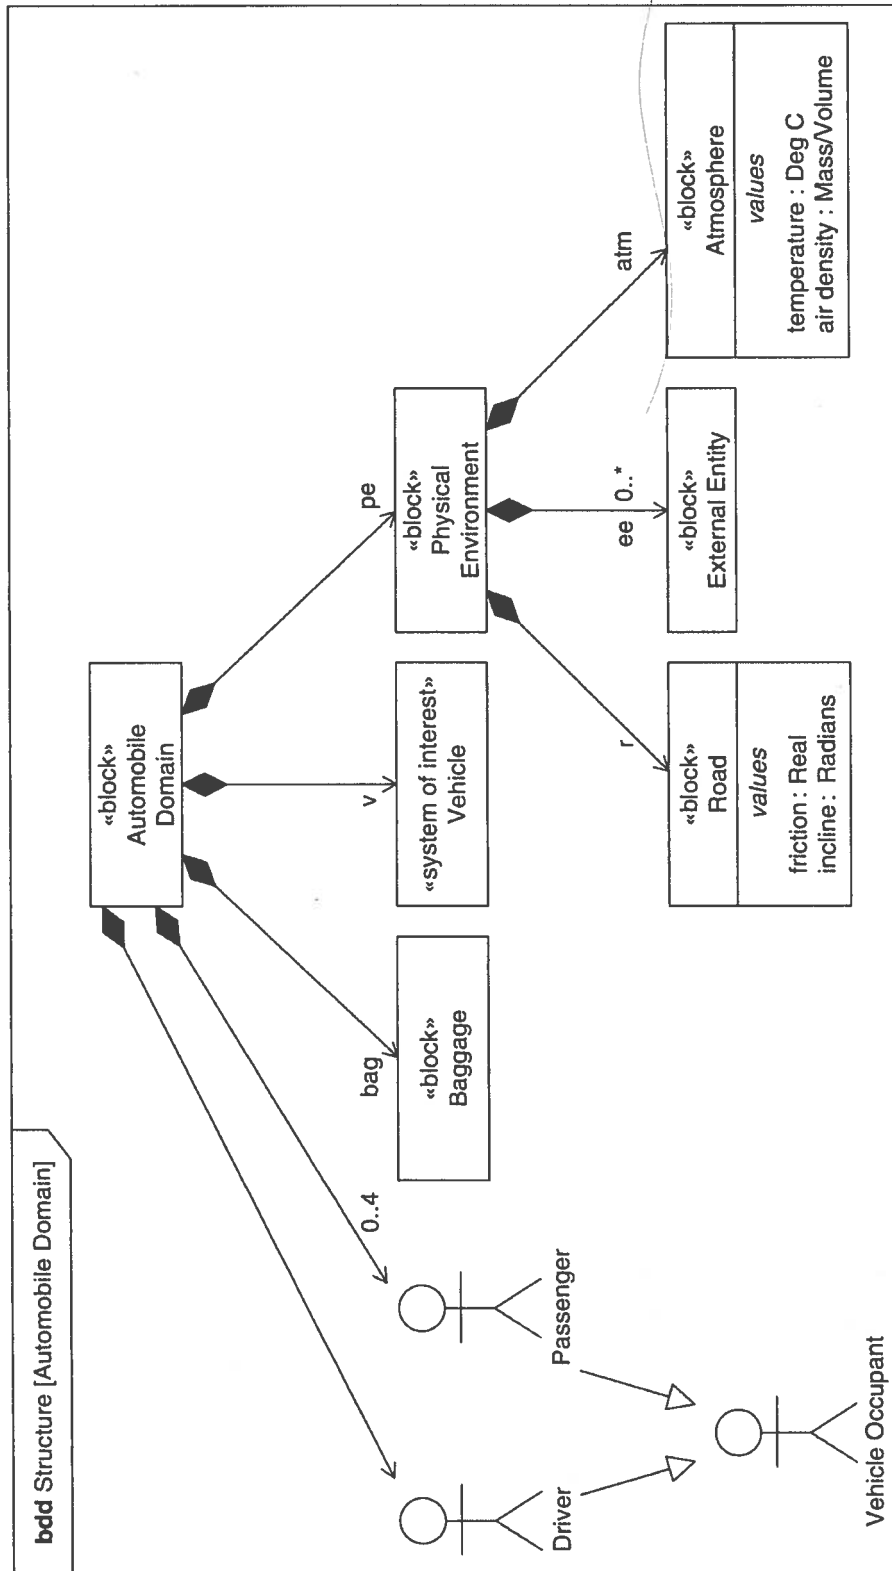 bdd Structure [Automobile Domain]
«block»
Automobile
Domain
0..4
bag
v
pe
Driver
Passenger
«block»
Baggage
«system of interest»
Vehicle
«block»
Physical
Environment
Vehicle Occupant
r
ee 0..*
atm
«block»
Road
values
friction : Real
incline : Radians
«block»
External Entity
«block»
Atmosphere
values
temperature : Deg C
air density : Mass/Volume